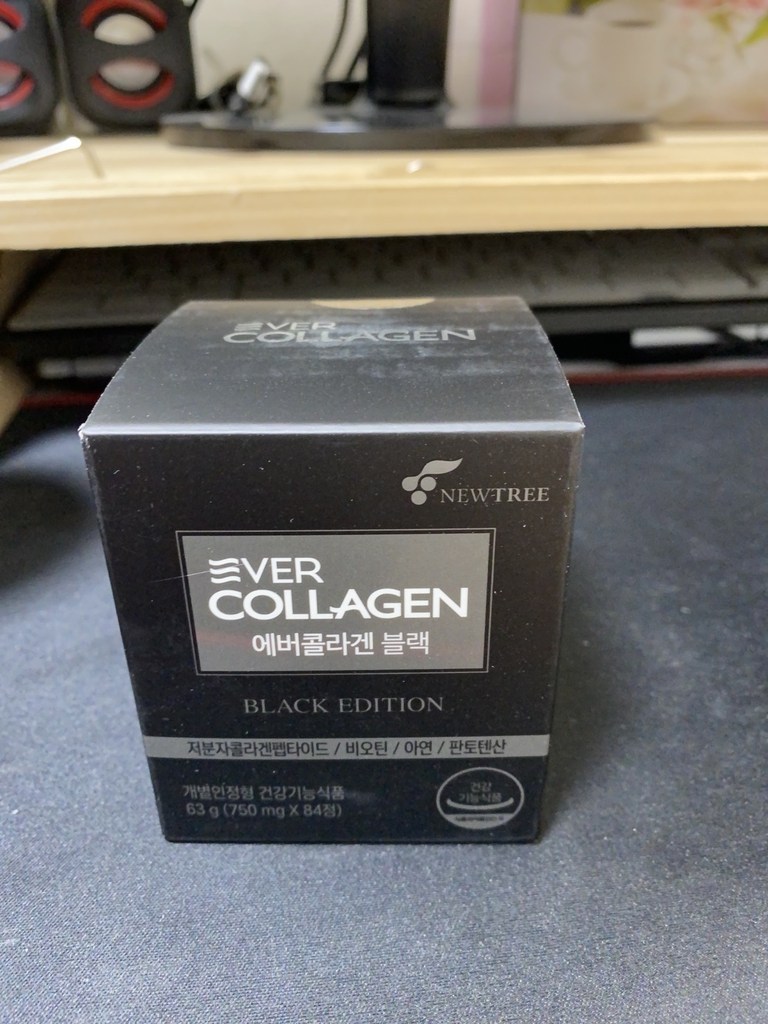 EVER
COLLAGEN
NEWTREE
EVER
COLLAGEN
에버콜라겐 블랙
BLACK EDITION
저분자콜라겐펩타이드 / 비오틴 / 아연 / 판토텐산
개별인정형 건강기능식품
63 g (750 mg X 84정)
건강
기능식품